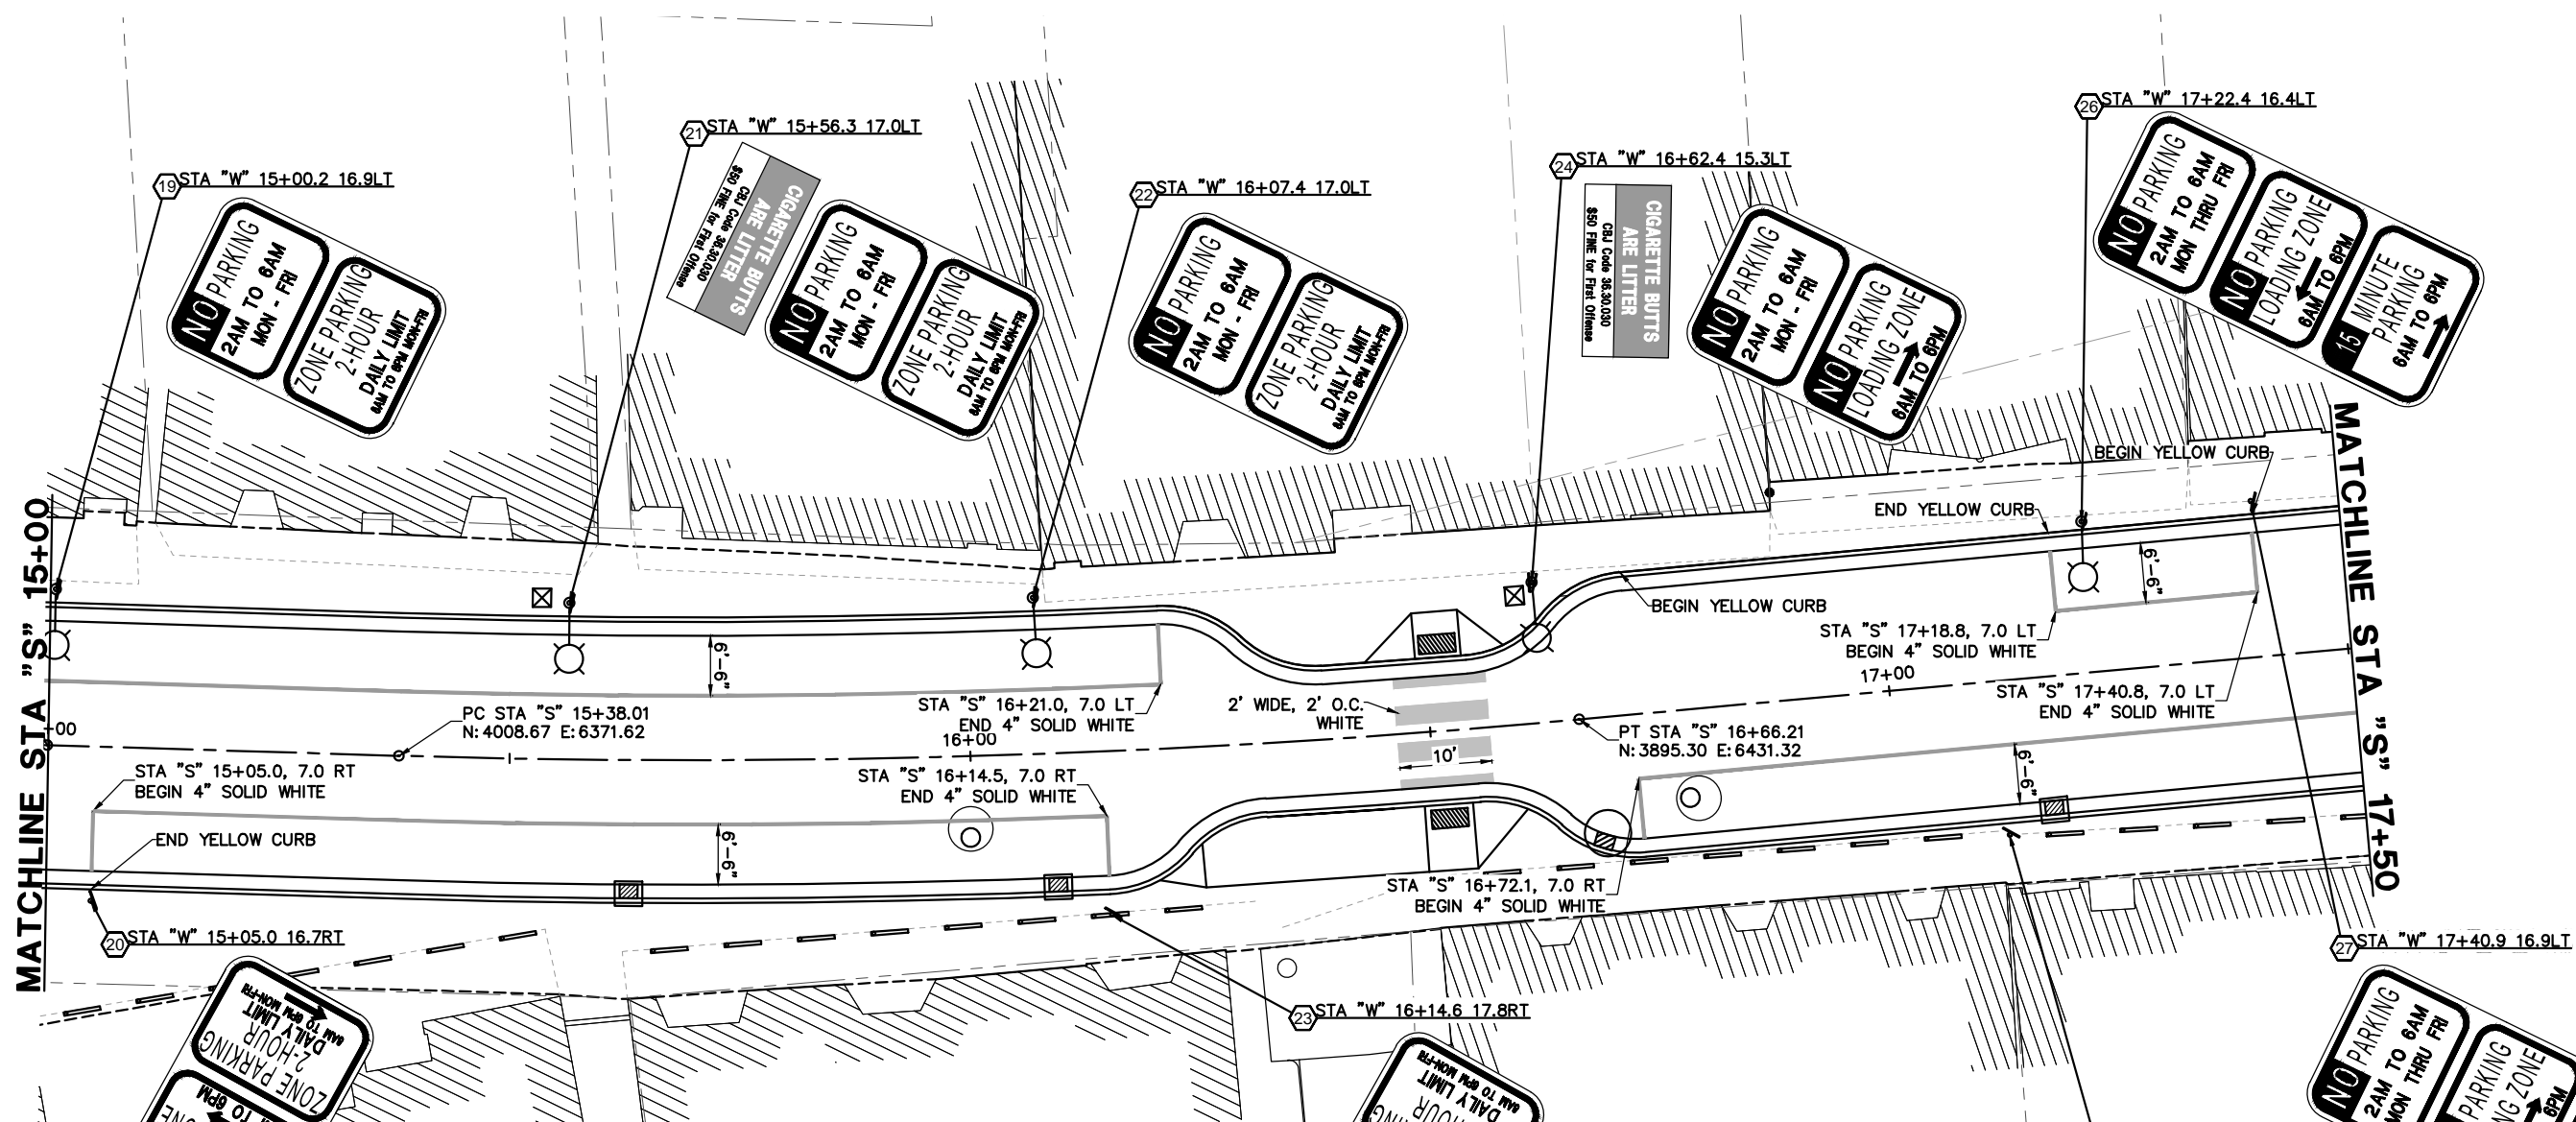 19 STA "W" 15+00.2 16.9LT
NO PARKING
2AM TO 6AM
MON - FRI
ZONE PARKING
2-HOUR
DAILY LIMIT
8AM TO 6PM MON-FRI
21 STA "W" 15+56.3 17.0LT
CIGARETTE BUTTS
ARE LITTER
CBJ Code 36.30.030
$50 FINE for First Offense
NO PARKING
2AM TO 6AM
MON - FRI
ZONE PARKING
2-HOUR
DAILY LIMIT
8AM TO 6PM MON-FRI
22 STA "W" 16+07.4 17.0LT
NO PARKING
2AM TO 6AM
MON - FRI
ZONE PARKING
2-HOUR
DAILY LIMIT
8AM TO 6PM MON-FRI
24 STA "W" 16+62.4 15.3LT
CIGARETTE BUTTS
ARE LITTER
CBJ Code 36.30.030
$50 FINE for First Offense
NO PARKING
2AM TO 6AM
MON - FRI
NO PARKING
LOADING ZONE
6AM TO 6PM
26 STA "W" 17+22.4 16.4LT
NO PARKING
2AM TO 6AM
MON THRU FRI
NO PARKING
LOADING ZONE
6AM TO 6PM
15 MINUTE
PARKING
6AM TO 6PM
MATCHLINE STA "S" 15+00
MATCHLINE STA "S" 17+50
BEGIN YELLOW CURB
END YELLOW CURB
BEGIN YELLOW CURB
6'-6"
6'-6"
STA "S" 17+18.8, 7.0 LT
BEGIN 4" SOLID WHITE
17+00
STA "S" 17+40.8, 7.0 LT
END 4" SOLID WHITE
STA "S" 16+21.0, 7.0 LT
END 4" SOLID WHITE
2' WIDE, 2' O.C.
WHITE
PC STA "S" 15+38.01
N:4008.67 E:6371.62
+00
16+00
PT STA "S" 16+66.21
N:3895.30 E:6431.32
10'
STA "S" 15+05.0, 7.0 RT
BEGIN 4" SOLID WHITE
STA "S" 16+14.5, 7.0 RT
END 4" SOLID WHITE
6'-6"
6'-6"
END YELLOW CURB
STA "S" 16+72.1, 7.0 RT
BEGIN 4" SOLID WHITE
20 STA "W" 15+05.0 16.7RT
27 STA "W" 17+40.9 16.9LT
23 STA "W" 16+14.6 17.8RT
ZONE PARKING
2-HOUR
DAILY LIMIT
8AM TO 6PM MON-FRI
TO 6PM
DAILY LIMIT
8AM TO 6PM MON-FRI
NO PARKING
2AM TO 6AM
MON THRU FRI
PARKING
6PM